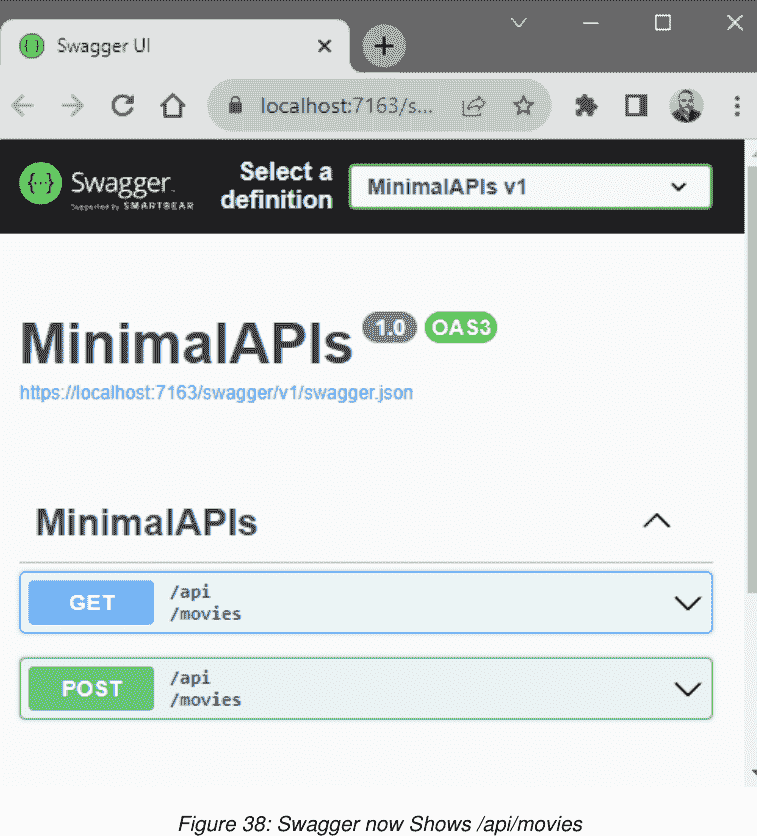 Swagger UI
localhost:7163/s...
Swagger
Supported by SMARTBEAR
Select a
definition
MinimalAPIs v1
MinimalAPIs 1.0 OAS3
https://localhost:7163/swagger/v1/swagger.json
MinimalAPIs
GET /api
/movies
POST /api
/movies
Figure 38: Swagger now Shows /api/movies